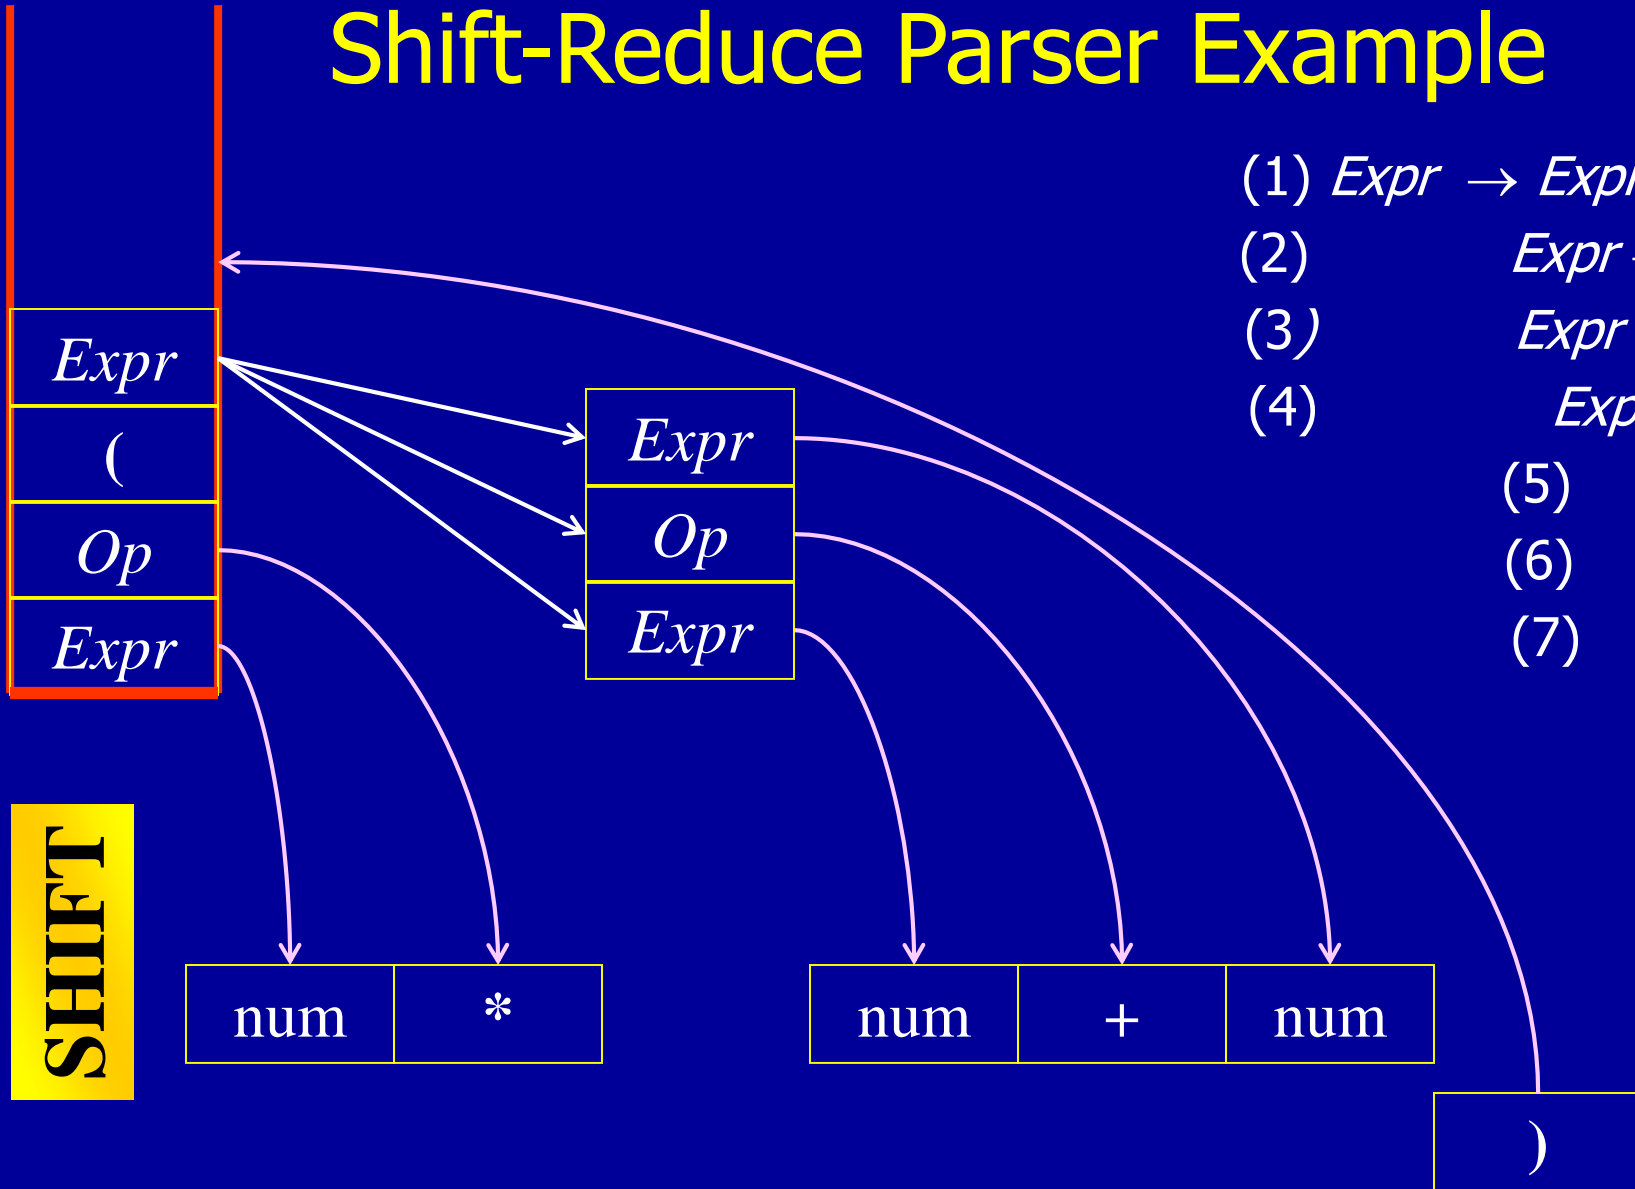 Shift-Reduce Parser Example
(1) Expr → Expr
(2) Expr
(3) Expr
(4) Exp
(5)
(6)
(7)
Expr
(
Op
Expr
Expr
Op
Expr
SHIFT
num *
num + num
)